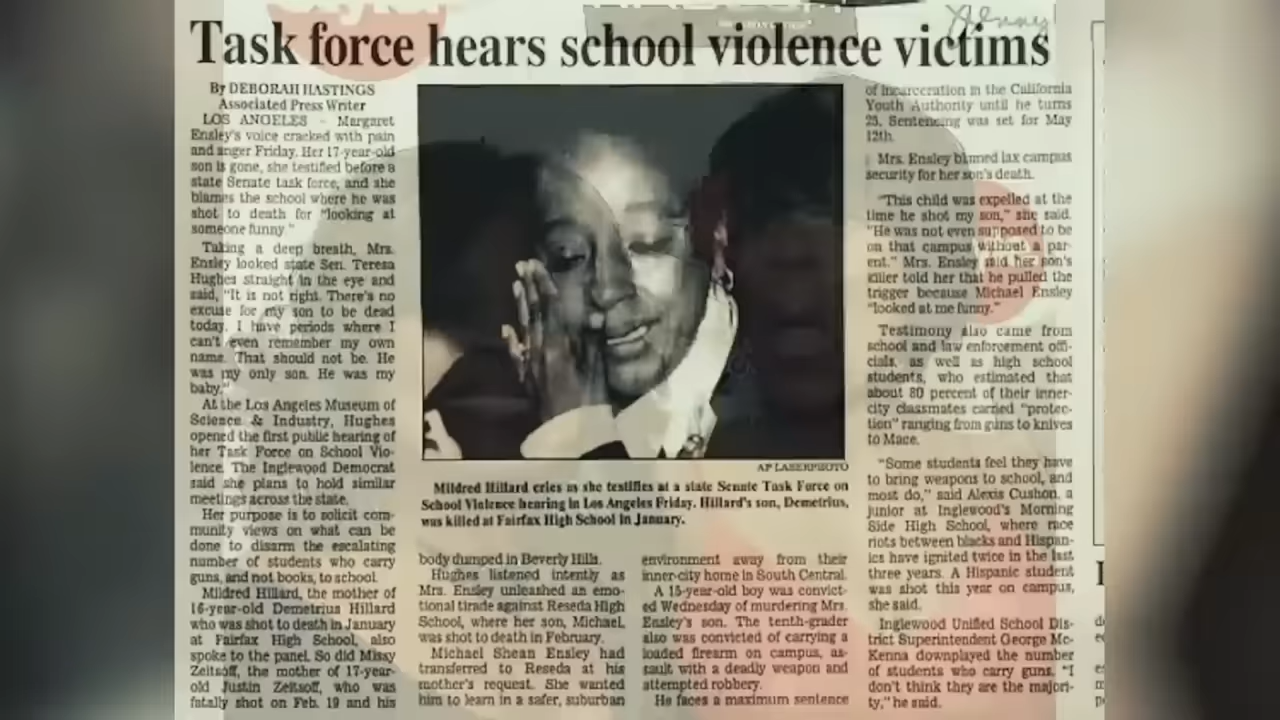 Task force hears school violence victims
By DEBORAH HASTINGS
Associated Press Writer
LOS ANGELES - Margaret
Ensley's voice cracked with pain
and anger Friday. Her 17-year-old
son is gone, she testified before a
state Senate task force, and she
blames the school where he was
shot to death for "looking at
someone funny."
Taking a deep breath, Mrs.
Ensley looked state Sen. Teresa
Hughes straight in the eye and
said, "It is not right. There's no
excuse for my son to be dead
today. I have periods where I
can't even remember my own
name. That should not be. He
was my only son. He was my
baby."
At the Los Angeles Museum of
Science & Industry, Hughes
opened the first public hearing of
her Task Force on School Vio-
lence. The Inglewood Democrat
said she plans to hold similar
meetings across the state.
Her purpose is to solicit com-
munity views on what can be
done to disarm the escalating
number of students who carry
guns, and not books, to school.
Mildred Hillard, the mother of
16-year-old Demetrius Hillard
who was shot to death in January
at Fairfax High School, also
spoke to the panel. So did Missy
Zeitsoff, the mother of 17-year-
old Justin Zeitsoff, who was
fatally shot on Feb. 19 and his
AP LASERPHOTO
Mildred Hillard cries as she testifies at a state Senate Task Force on
School Violence hearing in Los Angeles Friday. Hillard's son, Demetrius,
was killed at Fairfax High School in January.
body dumped in Beverly Hills.
Hughes listened intently as
Mrs. Ensley unleashed an emo-
tional tirade against Reseda High
School, where her son, Michael,
was shot to death in February.
Michael Shean Ensley had
transferred to Reseda at his
mother's request. She wanted
him to learn in a safer, suburban
environment away from their
inner-city home in South Central.
A 15-year-old boy was convict-
ed Wednesday of murdering Mrs.
Ensley's son. The tenth-grader
also was convicted of carrying a
loaded firearm on campus, as-
sault with a deadly weapon and
attempted robbery.
He faces a maximum sentence
of incarceration in the California
Youth Authority until he turns
25. Sentencing was set for May
12th.
Mrs. Ensley blamed lax campus
security for her son's death.
"This child was expelled at the
time he shot my son," she said.
"He was not even supposed to be
on that campus without a par-
ent." Mrs. Ensley said her son's
killer told her that he pulled the
trigger because Michael Ensley
"looked at me funny."
Testimony also came from
school and law enforcement offi-
cials, as well as high school
students, who estimated that
about 80 percent of their inner-
city classmates carried "protec-
tion" ranging from guns to knives
to Mace.
"Some students feel they have
to bring weapons to school, and
most do," said Alexis Cushon, a
junior at Inglewood's Morning
Side High School, where race
riots between blacks and Hispan-
ics have ignited twice in the last
three years. A Hispanic student
was shot this year on campus,
she said.
Inglewood Unified School Dis-
trict Superintendent George Mc-
Kenna downplayed the number
of students who carry guns. "I
don't think they are the majori-
ty," he said.